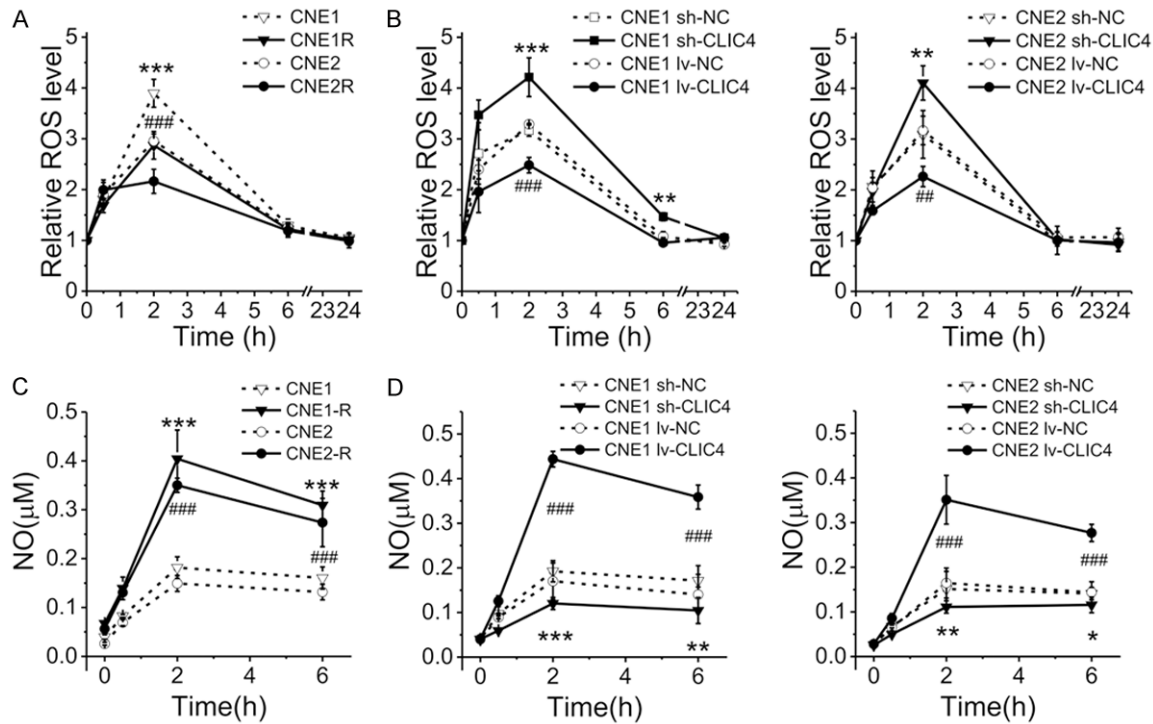 A
CNE1
CNE1R
CNE2
CNE2R
Relative ROS level
5
4
3
2
1
0
***
###
0 1 2 3 4 5 6 23 24
Time (h)
B
CNE1 sh-NC
CNE1 sh-CLIC4
CNE1 lv-NC
CNE1 lv-CLIC4
Relative ROS level
5
4
3
2
1
0
***
###
**
0 1 2 3 4 5 6 23 24
Time (h)
CNE2 sh-NC
CNE2 sh-CLIC4
CNE2 lv-NC
CNE2 lv-CLIC4
Relative ROS level
5
4
3
2
1
0
**
##
0 1 2 3 4 5 6 23 24
Time (h)
C
CNE1
CNE1-R
CNE2
CNE2-R
NO(μM)
0.5
0.4
0.3
0.2
0.1
0.0
***
###
***
###
0 2 4 6
Time(h)
D
CNE1 sh-NC
CNE1 sh-CLIC4
CNE1 lv-NC
CNE1 lv-CLIC4
NO(μM)
0.5
0.4
0.3
0.2
0.1
0.0
###
###
***
**
0 2 4 6
Time(h)
CNE2 sh-NC
CNE2 sh-CLIC4
CNE2 lv-NC
CNE2 lv-CLIC4
NO(μM)
0.5
0.4
0.3
0.2
0.1
0.0
###
###
**
*
0 2 4 6
Time(h)